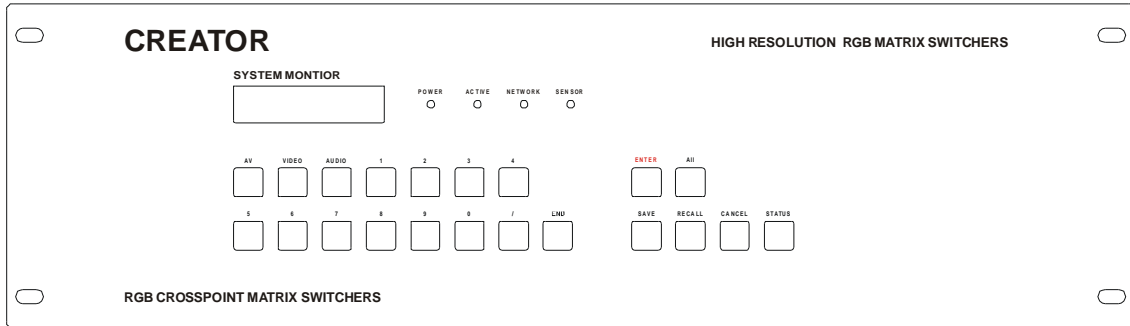 CREATOR
HIGH RESOLUTION RGB MATRIX SWITCHERS
SYSTEM MONTIOR
POWER ACTIVE NETWORK SENSOR
AV VIDEO AUDIO 1 2 3 4 ENTER All
5 6 7 8 9 0 / END SAVE RECALL CANCEL STATUS
RGB CROSSPOINT MATRIX SWITCHERS